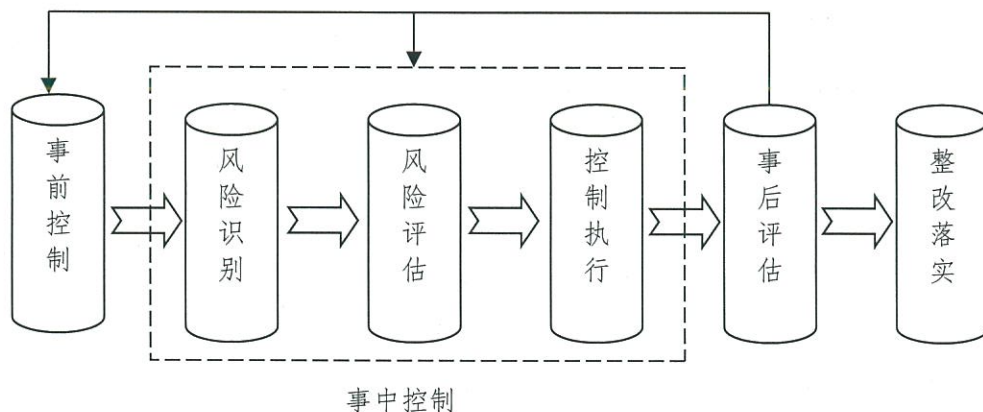 事前控制
风险识别
风险评估
控制执行
事后评估
整改落实
事中控制